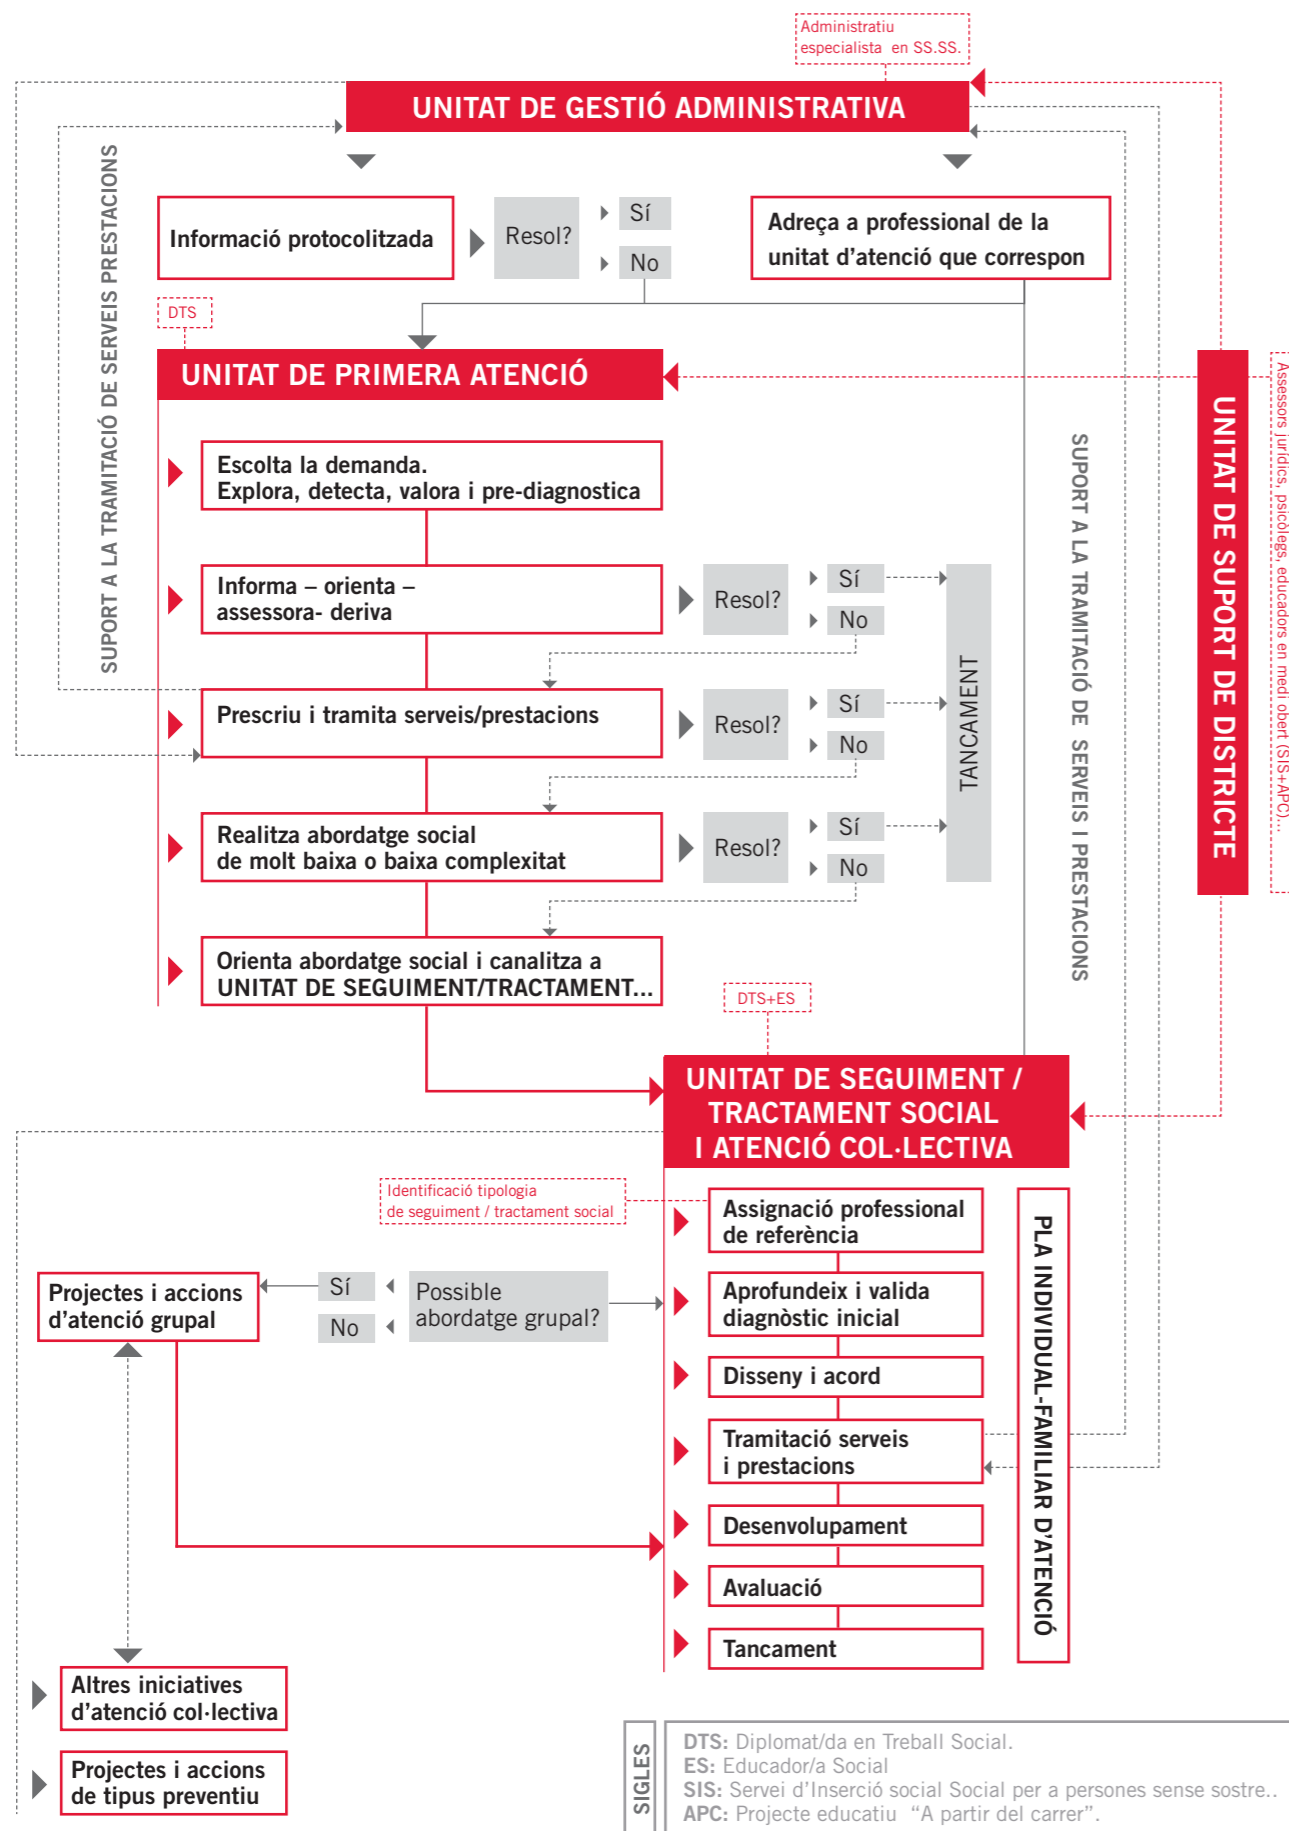 Administratiu
especialista en SS.SS.
UNITAT DE GESTIÓ ADMINISTRATIVA
SUPORT A LA TRAMITACIÓ DE SERVEIS PRESTACIONS
Informació protocolitzada
Resol?
Sí
No
Adreça a professional de la
unitat d'atenció que correspon
DTS
UNITAT DE PRIMERA ATENCIÓ
Escolta la demanda.
Explora, detecta, valora i pre-diagnostica
Informa – orienta –
assessora- deriva
Resol?
Sí
No
Prescriu i tramita serveis/prestacions
Resol?
Sí
No
Realitza abordatge social
de molt baixa o baixa complexitat
Resol?
Sí
No
TANCAMENT
Orienta abordatge social i canalitza a
UNITAT DE SEGUIMENT/TRACTAMENT...
SUPORT A LA TRAMITACIÓ DE SERVEIS I PRESTACIONS
UNITAT DE SUPORT DE DISTRICTE
Assessors jurídics, psicòlegs, educadors en medi obert (SIS+APC)...
DTS+ES
UNITAT DE SEGUIMENT /
TRACTAMENT SOCIAL
I ATENCIÓ COL·LECTIVA
Identificació tipologia
de seguiment / tractament social
Assignació professional
de referència
Projectes i accions
d'atenció grupal
Sí
No
Possible
abordatge grupal?
Aprofundeix i valida
diagnòstic inicial
Disseny i acord
Tramitació serveis
i prestacions
Desenvolupament
Avaluació
Tancament
PLA INDIVIDUAL-FAMILIAR D'ATENCIÓ
Altres iniciatives
d'atenció col·lectiva
Projectes i accions
de tipus preventiu
SIGLES
DTS: Diplomat/da en Treball Social.
ES: Educador/a Social
SIS: Servei d'Inserció social Social per a persones sense sostre..
APC: Projecte educatiu "A partir del carrer".